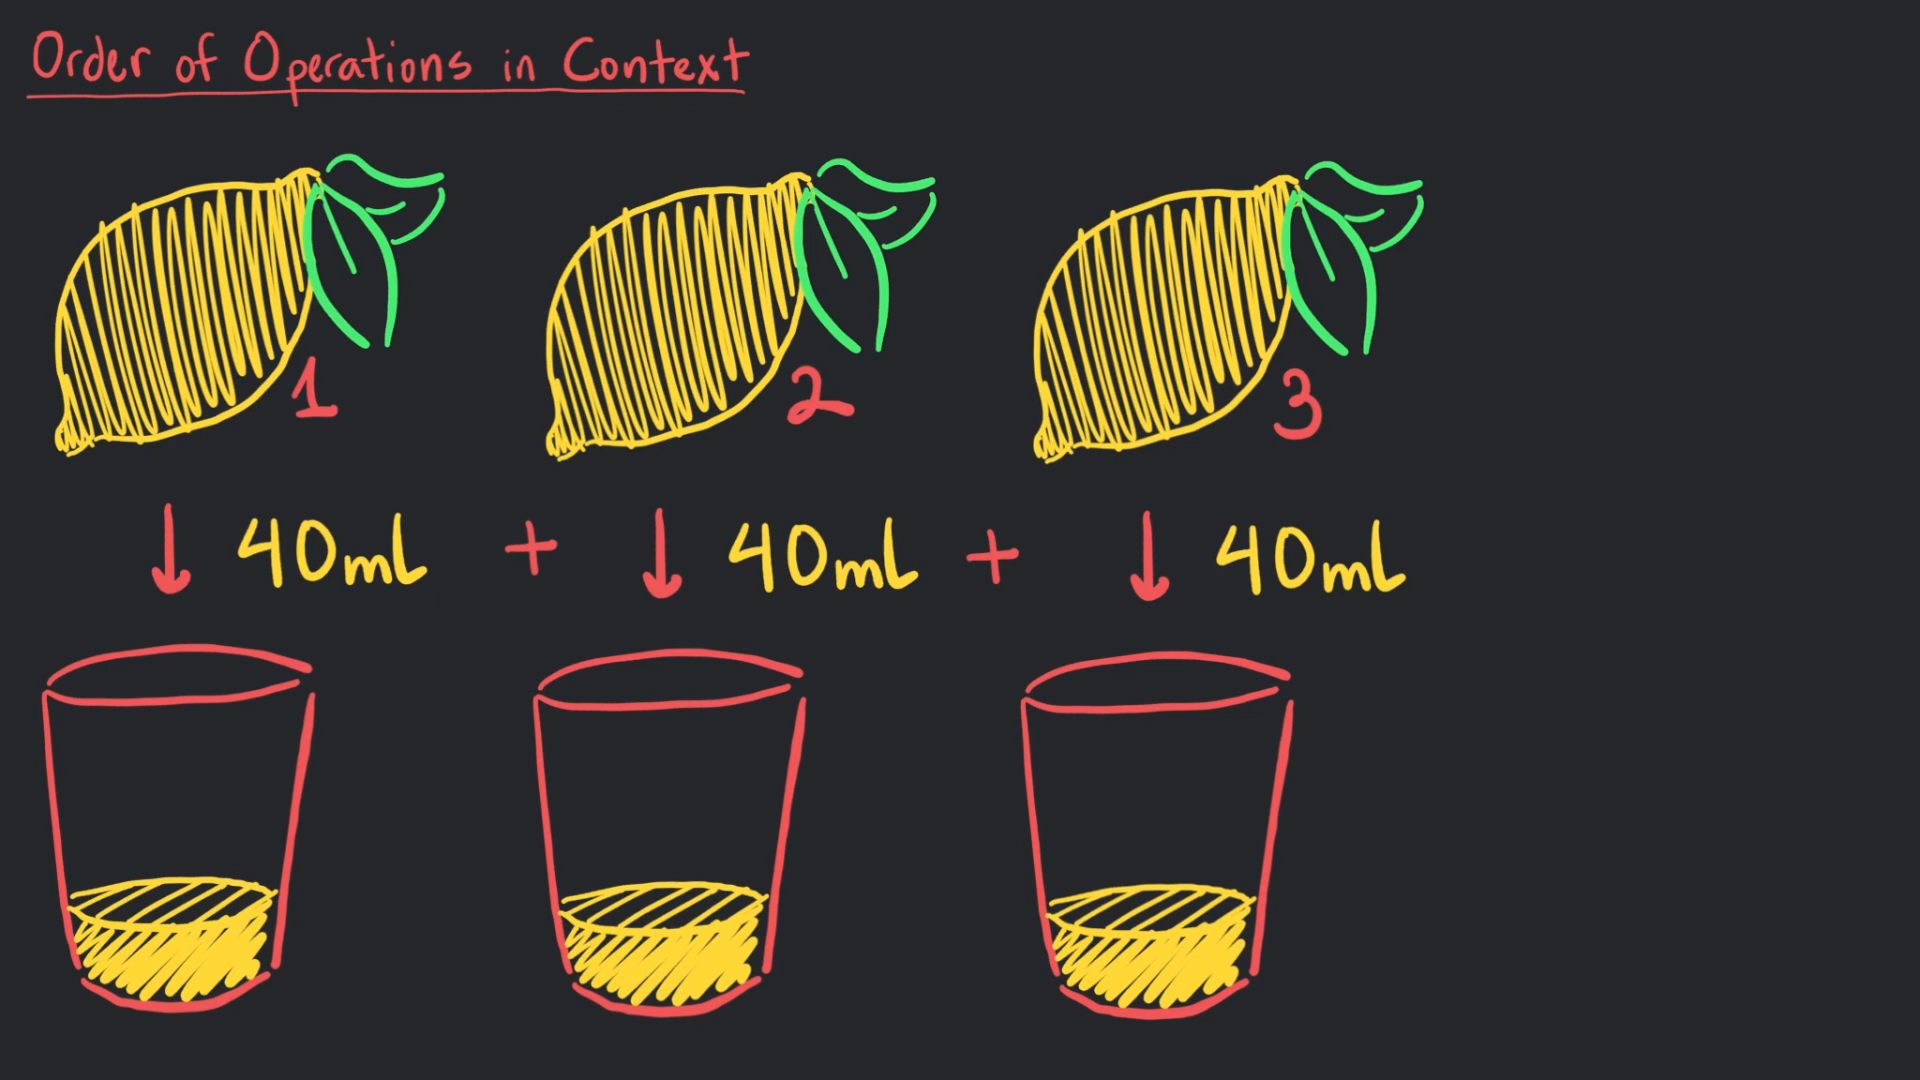 Order of Operations in Context
1 2 3
↓ 40mL + ↓ 40mL + ↓ 40mL